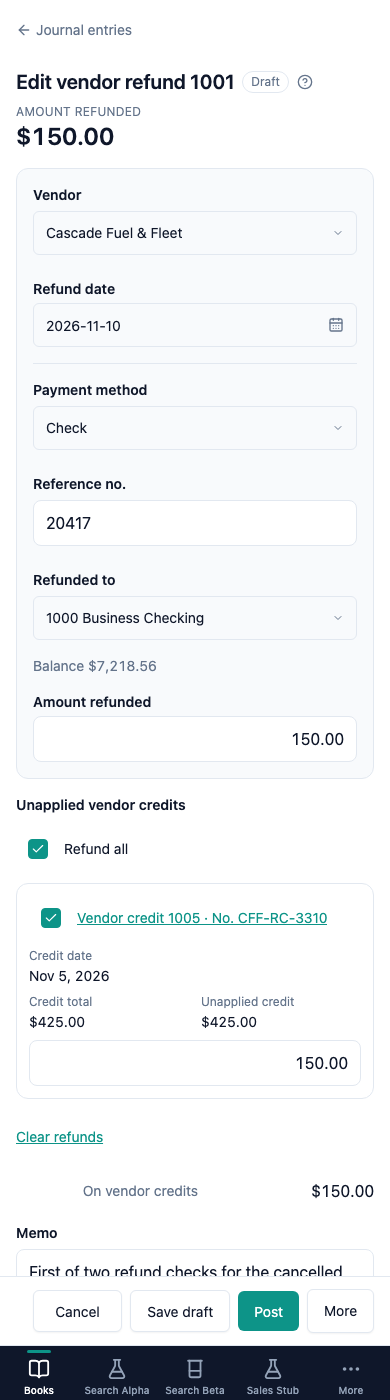 Journal entries
Edit vendor refund 1001 Draft
AMOUNT REFUNDED
$150.00
Vendor
Cascade Fuel & Fleet
Refund date
2026-11-10
Payment method
Check
Reference no.
20417
Refunded to
1000 Business Checking
Balance $7,218.56
Amount refunded
150.00
Unapplied vendor credits
Refund all
Vendor credit 1005 · No. CFF-RC-3310
Credit date
Nov 5, 2026
Credit total Unapplied credit
$425.00 $425.00
150.00
Clear refunds
On vendor credits $150.00
Memo
First of two refund checks for the cancelled
Cancel Save draft Post More
Books Search Alpha Search Beta Sales Stub More